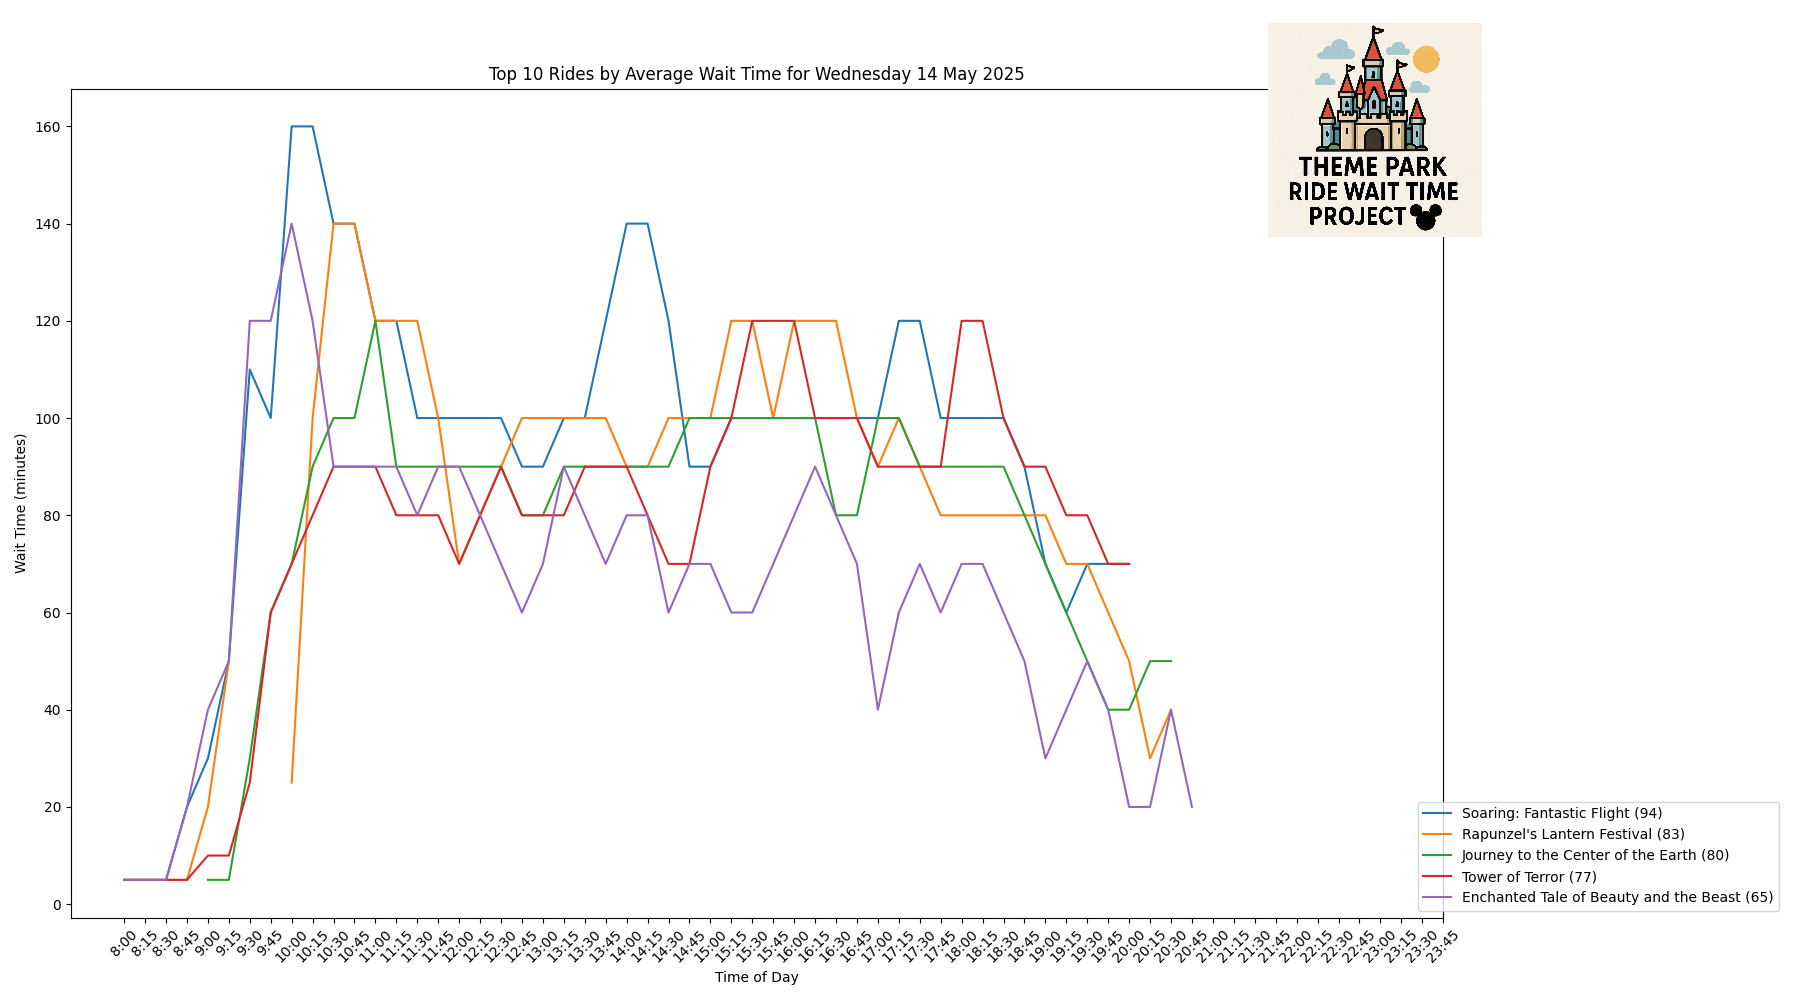 THEME PARK
RIDE WAIT TIME
PROJECT
Top 10 Rides by Average Wait Time for Wednesday 14 May 2025
Wait Time (minutes)
160
140
120
100
80
60
40
20
0
Soaring: Fantastic Flight (94)
Rapunzel's Lantern Festival (83)
Journey to the Center of the Earth (80)
Tower of Terror (77)
Enchanted Tale of Beauty and the Beast (65)
8:00 8:15 8:30 8:45 9:00 9:15 9:30 9:45 10:00 10:15 10:30 10:45 11:00 11:15 11:30 11:45 12:00 12:15 12:30 12:45 13:00 13:15 13:30 13:45 14:00 14:15 14:30 14:45 15:00 15:15 15:30 15:45 16:00 16:15 16:30 16:45 17:00 17:15 17:30 17:45 18:00 18:15 18:30 18:45 19:00 19:15 19:30 19:45 20:00 20:15 20:30 20:45 21:00 21:15 21:30 21:45 22:00 22:15 22:30 22:45 23:00 23:15 23:30 23:45
Time of Day